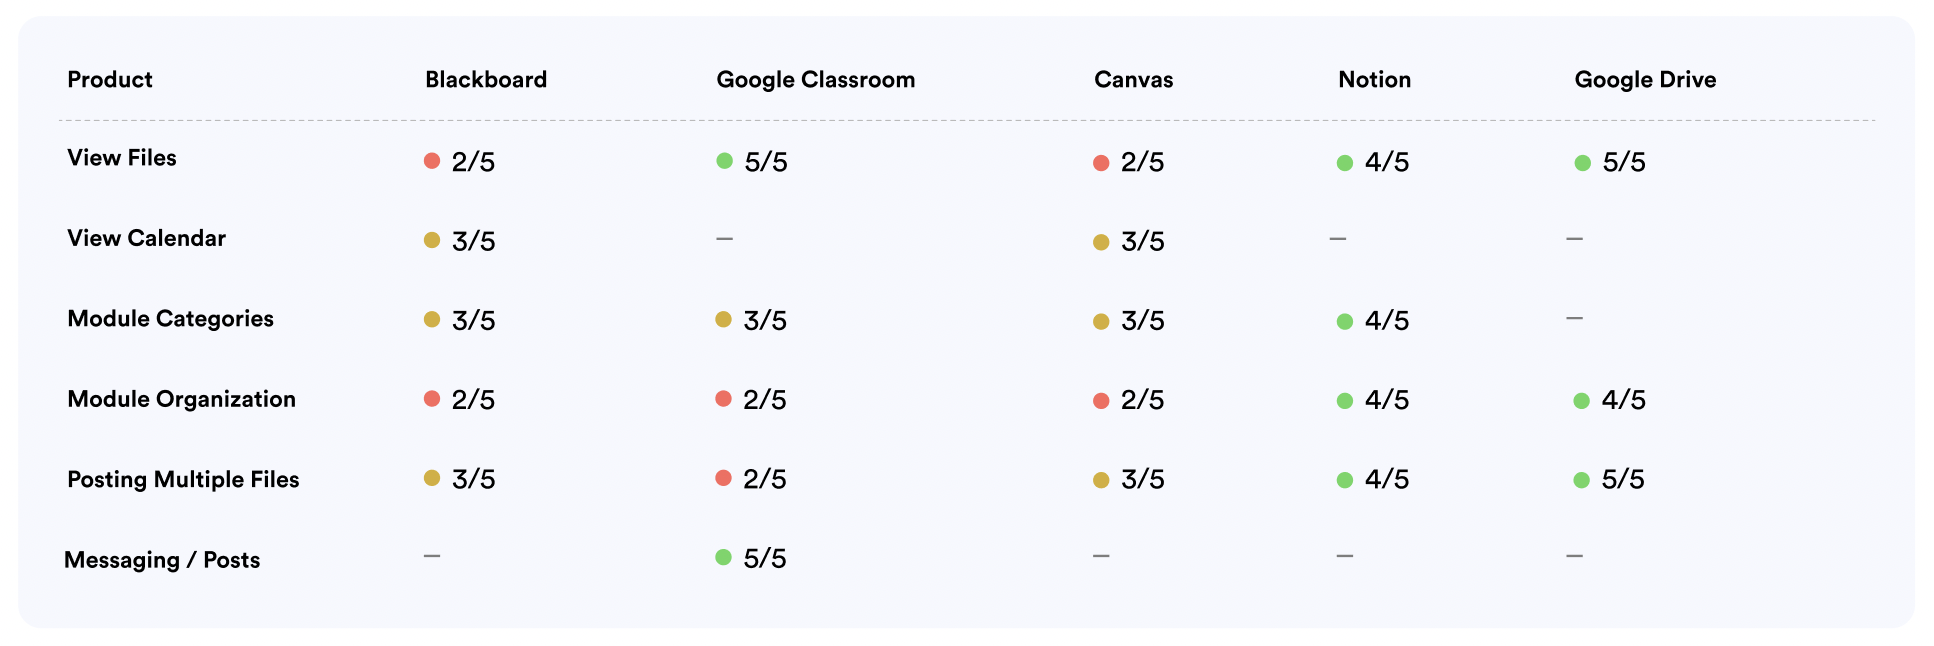 Product Blackboard Google Classroom Canvas Notion Google Drive
View Files 2/5 5/5 2/5 4/5 5/5
View Calendar 3/5 – 3/5 – –
Module Categories 3/5 3/5 3/5 4/5 –
Module Organization 2/5 2/5 2/5 4/5 4/5
Posting Multiple Files 3/5 2/5 3/5 4/5 5/5
Messaging / Posts – 5/5 – – –